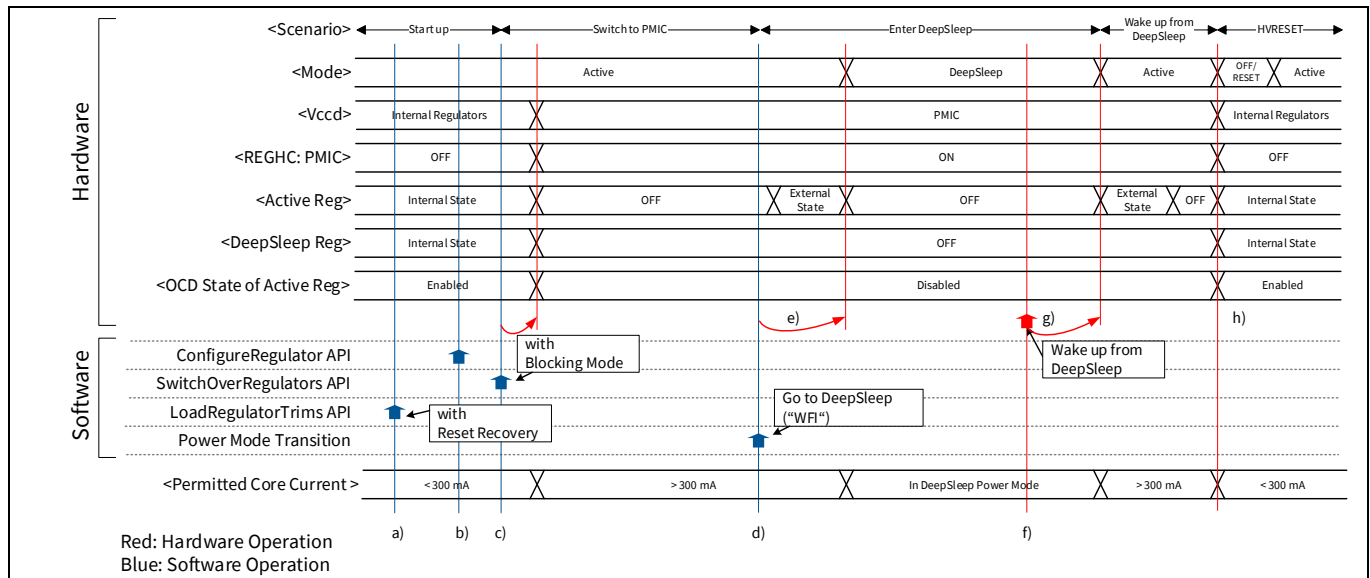 Hardware
<Scenario> Start up Switch to PMIC Enter DeepSleep Wake up from DeepSleep HVRESET
<Mode> Active DeepSleep Active OFF/ RESET Active
<Vccd> Internal Regulators PMIC Internal Regulators
<REGHC: PMIC> OFF ON OFF
<Active Reg> Internal State OFF External State OFF External State OFF Internal State
<DeepSleep Reg> Internal State OFF Internal State
<OCD State of Active Reg> Enabled Disabled Enabled
e) g) h)
Software
ConfigureRegulator API
SwitchOverRegulators API
LoadRegulatorTrims API
Power Mode Transition
with
Blocking Mode
with
Reset Recovery
Go to DeepSleep
("WFI")
Wake up from
DeepSleep
<Permitted Core Current > < 300 mA > 300 mA In DeepSleep Power Mode > 300 mA < 300 mA
a) b) c) d) f)
Red: Hardware Operation
Blue: Software Operation